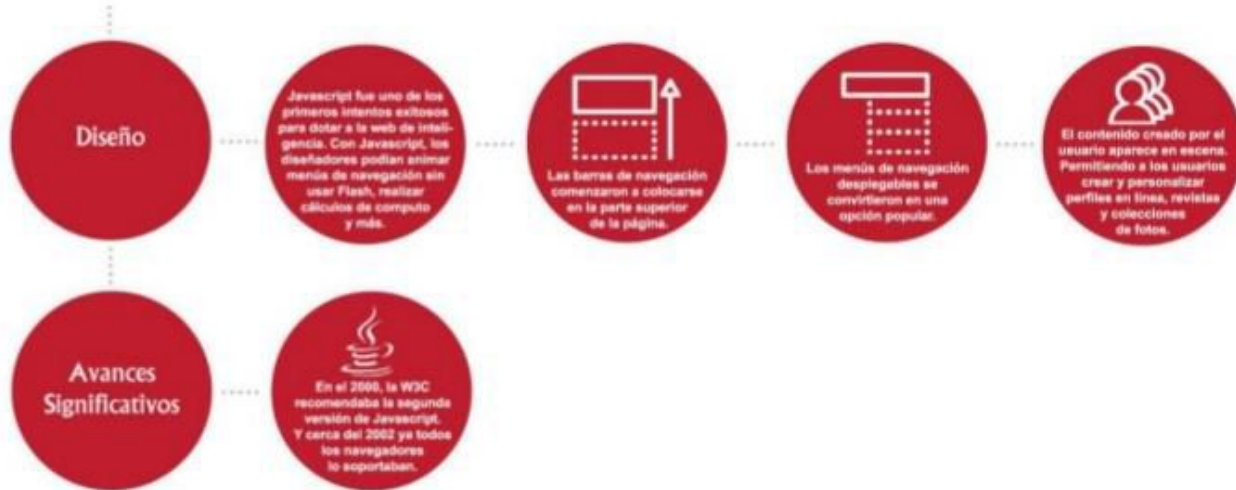 Diseño
Javascript fue uno de los
primeros intentos exitosos
para dotar a la web de inteli-
gencia. Con Javascript, los
diseñadores podian animar
menús de navegación sin
usar Flash, realizar
cálculos de computo
y más.
Las barras de navegación
comenzaron a colocarse
en la parte superior
de la página.
Los menús de navegación
desplegables se
convirtieron en una
opción popular.
El contenido creado por el
usuario aparece en escena.
Permitiendo a los usuarios
crear y personalizar
perfiles en línea, revistas
y colecciones
de fotos.
Avances
Significativos
En el 2000, la W3C
recomendaba la segunda
versión de Javascript.
Y cerca del 2002 ya todos
los navegadores
lo soportaban.